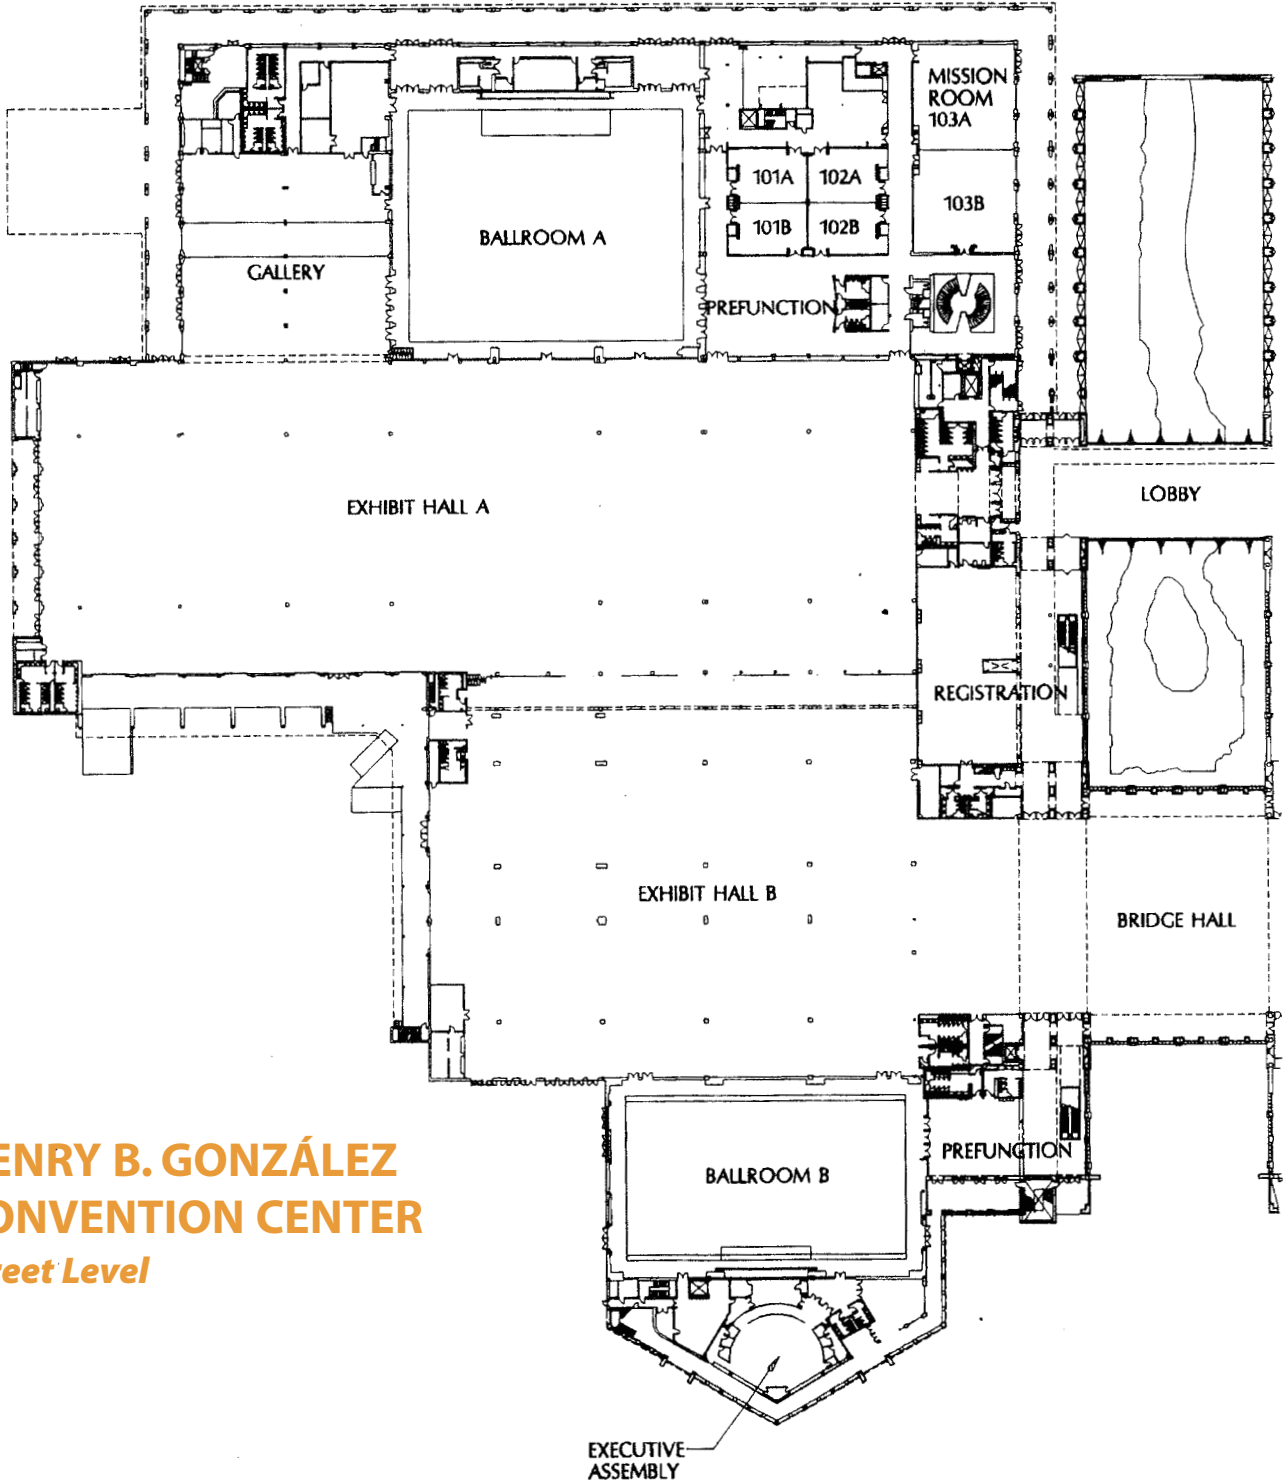 MISSION
ROOM
103A
101A
102A
103B
101B
102B
BALLROOM A
GALLERY
PREFUNCTION
LOBBY
EXHIBIT HALL A
REGISTRATION
EXHIBIT HALL B
BRIDGE HALL
ENRY B. GONZÁLEZ
ONVENTION CENTER
reet Level
PREFUNCTION
BALLROOM B
EXECUTIVE
ASSEMBLY